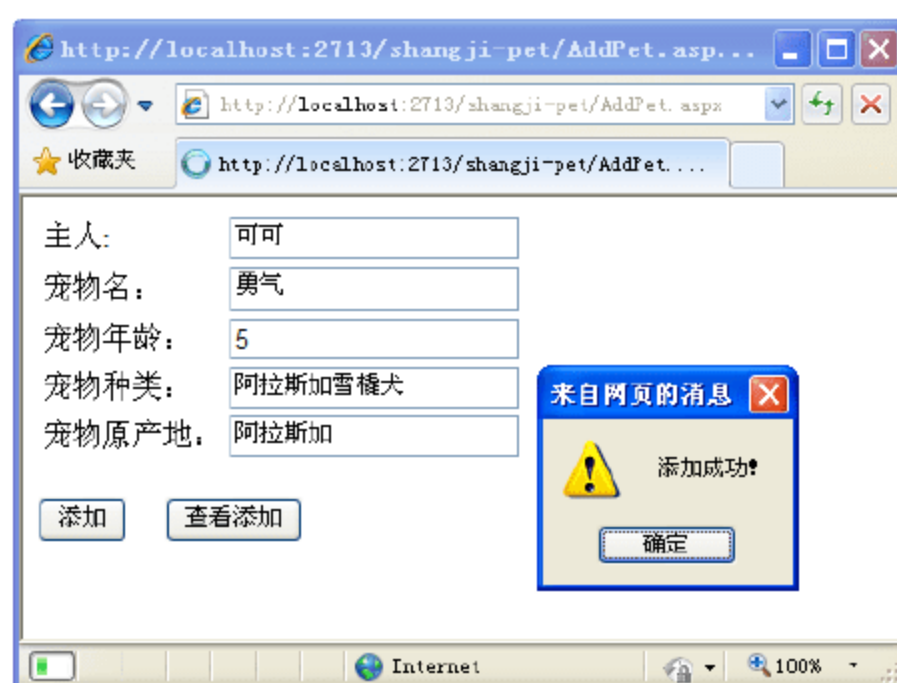 http://localhost:2713/shangji-pet/AddPet.asp...
http://localhost:2713/shangji-pet/AddPet.aspx
收藏夹
http://localhost:2713/shangji-pet/AddPet....
主人:
可可
宠物名：
勇气
宠物年龄：
5
宠物种类：
阿拉斯加雪橇犬
宠物原产地：
阿拉斯加
添加
查看添加
来自网页的消息
添加成功!
确定
Internet
100%